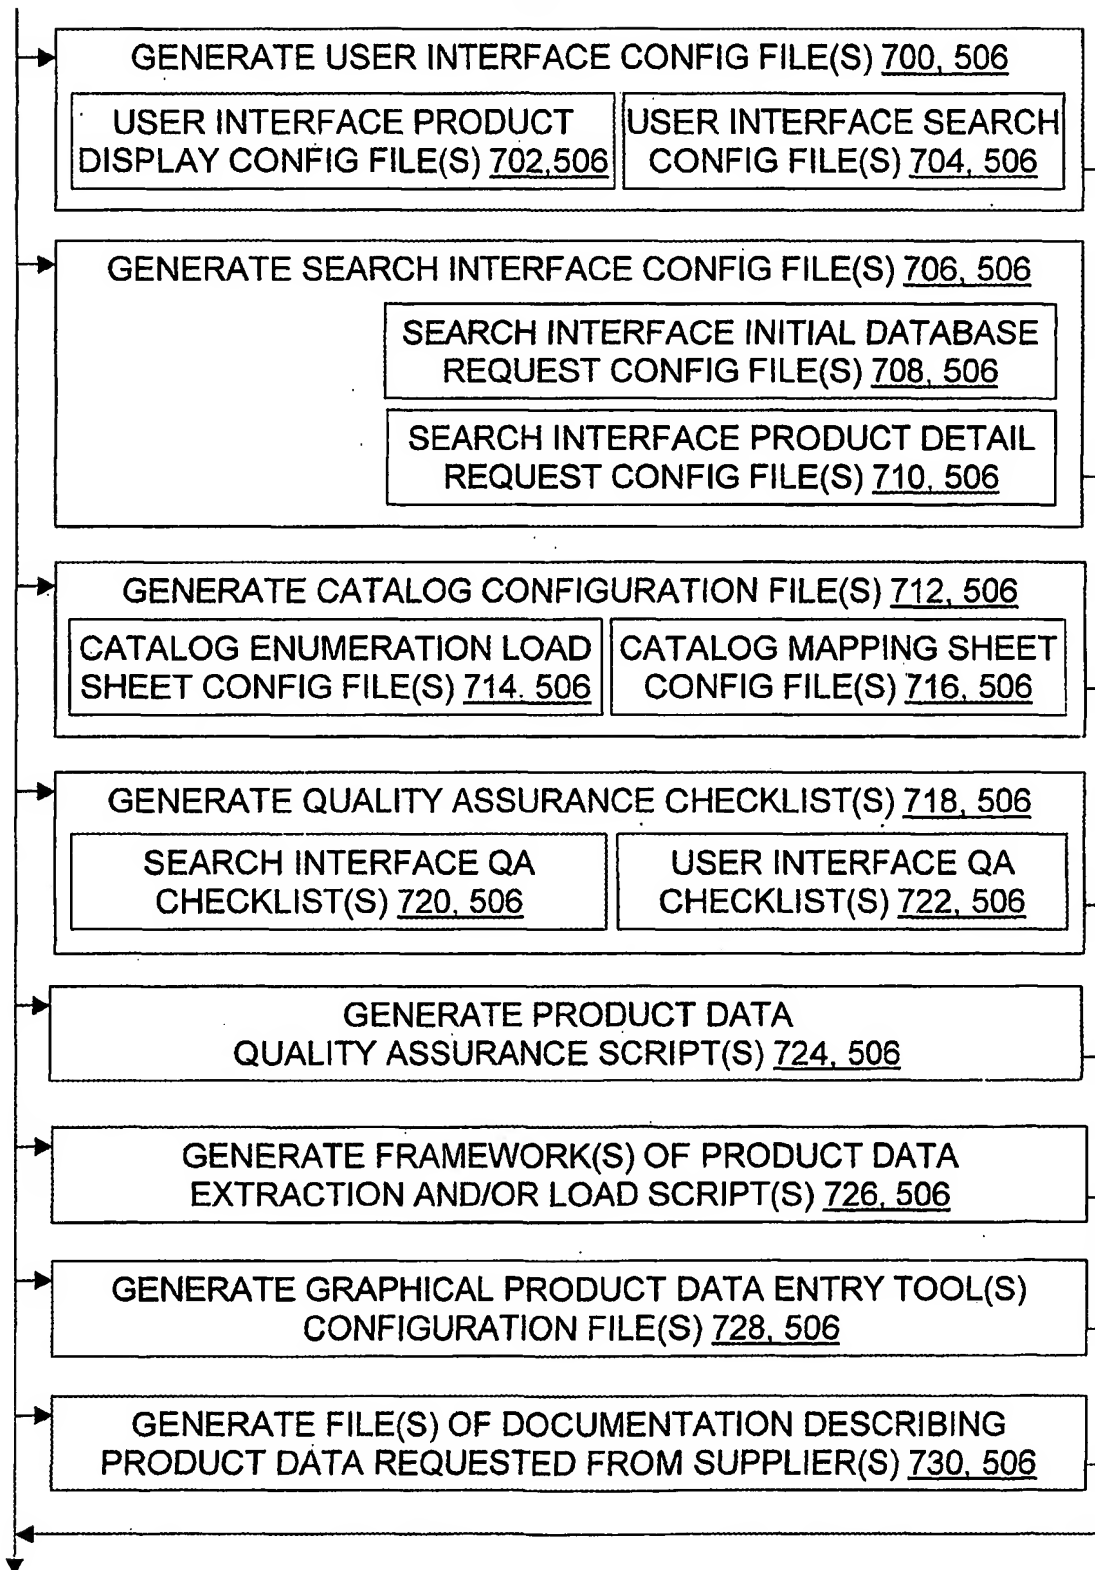 GENERATE USER INTERFACE CONFIG FILE(S) 700, 506
USER INTERFACE PRODUCT
DISPLAY CONFIG FILE(S) 702,506
USER INTERFACE SEARCH
CONFIG FILE(S) 704, 506
GENERATE SEARCH INTERFACE CONFIG FILE(S) 706, 506
SEARCH INTERFACE INITIAL DATABASE
REQUEST CONFIG FILE(S) 708, 506
SEARCH INTERFACE PRODUCT DETAIL
REQUEST CONFIG FILE(S) 710, 506
GENERATE CATALOG CONFIGURATION FILE(S) 712, 506
CATALOG ENUMERATION LOAD
SHEET CONFIG FILE(S) 714. 506
CATALOG MAPPING SHEET
CONFIG FILE(S) 716, 506
GENERATE QUALITY ASSURANCE CHECKLIST(S) 718, 506
SEARCH INTERFACE QA
CHECKLIST(S) 720, 506
USER INTERFACE QA
CHECKLIST(S) 722, 506
GENERATE PRODUCT DATA
QUALITY ASSURANCE SCRIPT(S) 724, 506
GENERATE FRAMEWORK(S) OF PRODUCT DATA
EXTRACTION AND/OR LOAD SCRIPT(S) 726, 506
GENERATE GRAPHICAL PRODUCT DATA ENTRY TOOL(S)
CONFIGURATION FILE(S) 728, 506
GENERATE FILE(S) OF DOCUMENTATION DESCRIBING
PRODUCT DATA REQUESTED FROM SUPPLIER(S) 730, 506